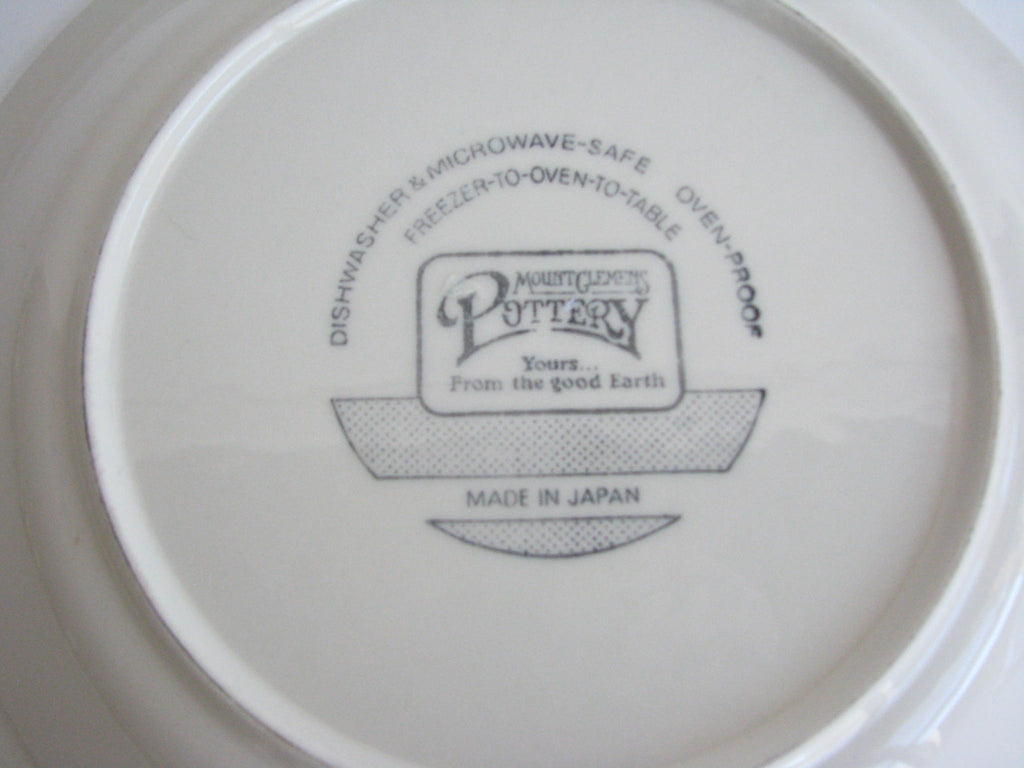 DISHWASHER & MICROWAVE-SAFE OVEN-PROOF
FREEZER-TO-OVEN-TO-TABLE
MOUNT CLEMENS
POTTERY
Yours...
From the good Earth
MADE IN JAPAN